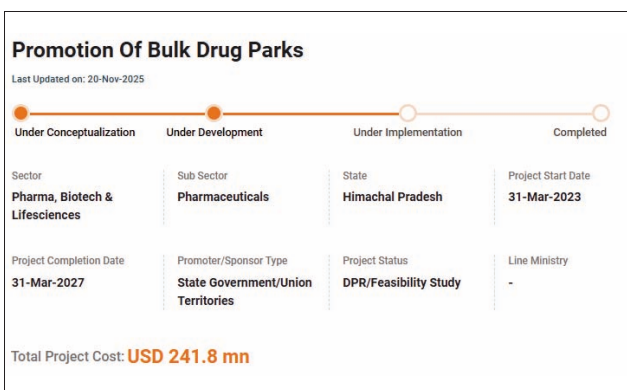 Promotion Of Bulk Drug Parks
Last Updated on: 20-Nov-2025
Under Conceptualization
Under Development
Under Implementation
Completed
Sector
Pharma, Biotech &
Lifesciences
Sub Sector
Pharmaceuticals
State
Himachal Pradesh
Project Start Date
31-Mar-2023
Project Completion Date
31-Mar-2027
Promoter/Sponsor Type
State Government/Union
Territories
Project Status
DPR/Feasibility Study
Line Ministry
-
Total Project Cost: USD 241.8 mn